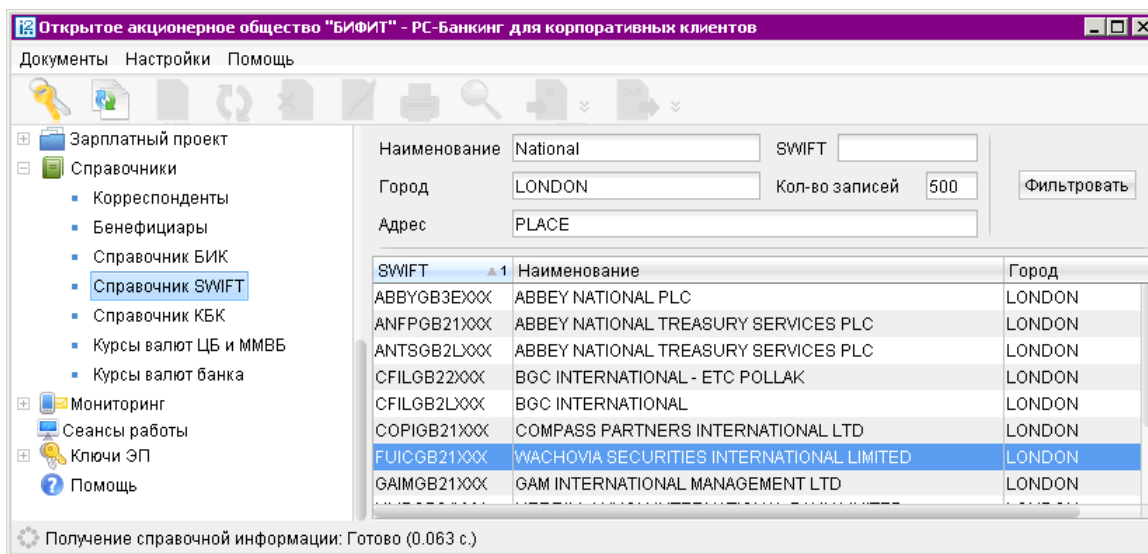 Открытое акционерное общество "БИФИТ" - РС-Банкинг для корпоративных клиентов
Документы Настройки Помощь
Зарплатный проект
Справочники
Корреспонденты
Бенефициары
Справочник БИК
Справочник SWIFT
Справочник КБК
Курсы валют ЦБ и ММВБ
Курсы валют банка
Мониторинг
Сеансы работы
Ключи ЭП
Помощь
Наименование National SWIFT
Город LONDON Кол-во записей 500 Фильтровать
Адрес PLACE
SWIFT 1 Наименование Город
ABBYGB3EXXX ABBEY NATIONAL PLC LONDON
ANFPGB21XXX ABBEY NATIONAL TREASURY SERVICES PLC LONDON
ANTSGB2LXXX ABBEY NATIONAL TREASURY SERVICES PLC LONDON
CFILGB22XXX BGC INTERNATIONAL - ETC POLLAK LONDON
CFILGB2LXXX BGC INTERNATIONAL LONDON
COPIGB21XXX COMPASS PARTNERS INTERNATIONAL LTD LONDON
FUICGB21XXX WACHOVIA SECURITIES INTERNATIONAL LIMITED LONDON
GAIMGB21XXX GAM INTERNATIONAL MANAGEMENT LTD LONDON
Получение справочной информации: Готово (0.063 с.)